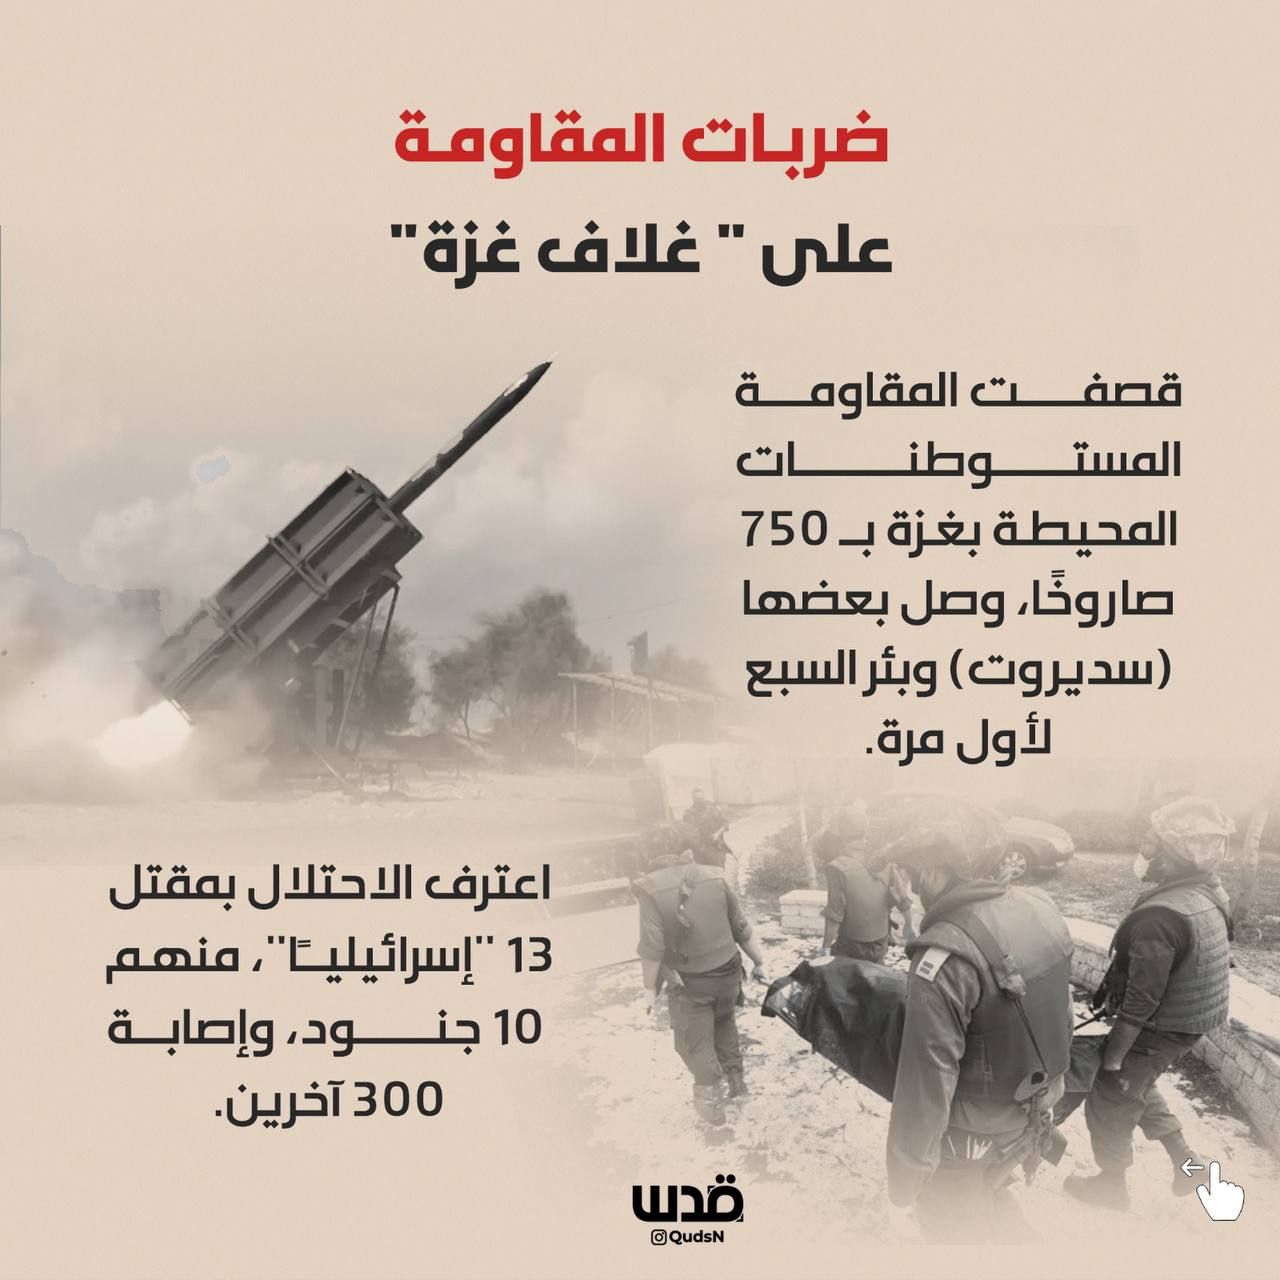 ضربات المقاومة
على " غلاف غزة"
قصفت المقاومة
المستوطنات
المحيطة بغزة بـ 750
صاروخًا، وصل بعضها
(سديروت) وبئر السبع
لأول مرة.
اعترف الاحتلال بمقتل
13 "إسرائيليًا"، منهم
10 جنود، وإصابة
300 آخرين.
قدس
QudsN